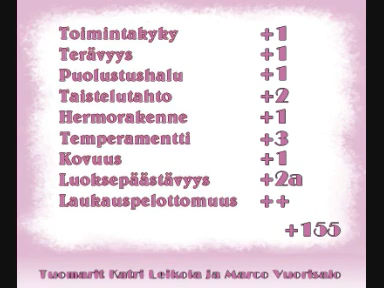 Toimintakyky +1
Terävyys +1
Puolustushalu +1
Taistelutahto +2
Hermorakenne +1
Temperamentti +3
Kovuus +1
Luoksepäästävyys +2a
Laukauspelottomuus ++
+155
Tuomarit Katri Leikola ja Marco Vuorisalo